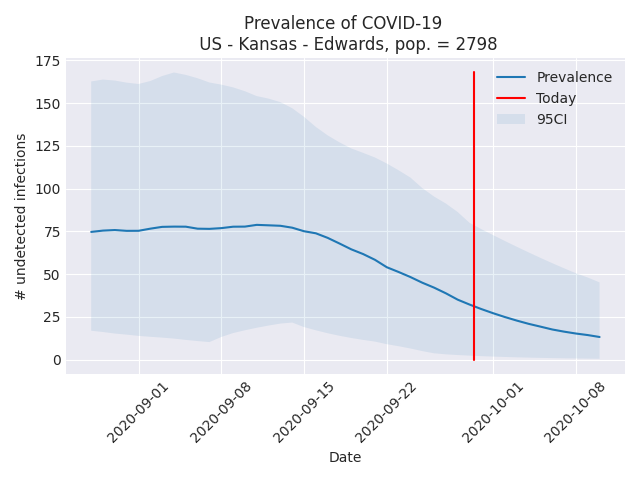 Prevalence of COVID-19
US - Kansas - Edwards, pop. = 2798
175
150
125
100
75
50
25
0
# undetected infections
Prevalence
Today
95CI
2020-09-01
2020-09-08
2020-09-15
2020-09-22
2020-10-01
2020-10-08
Date